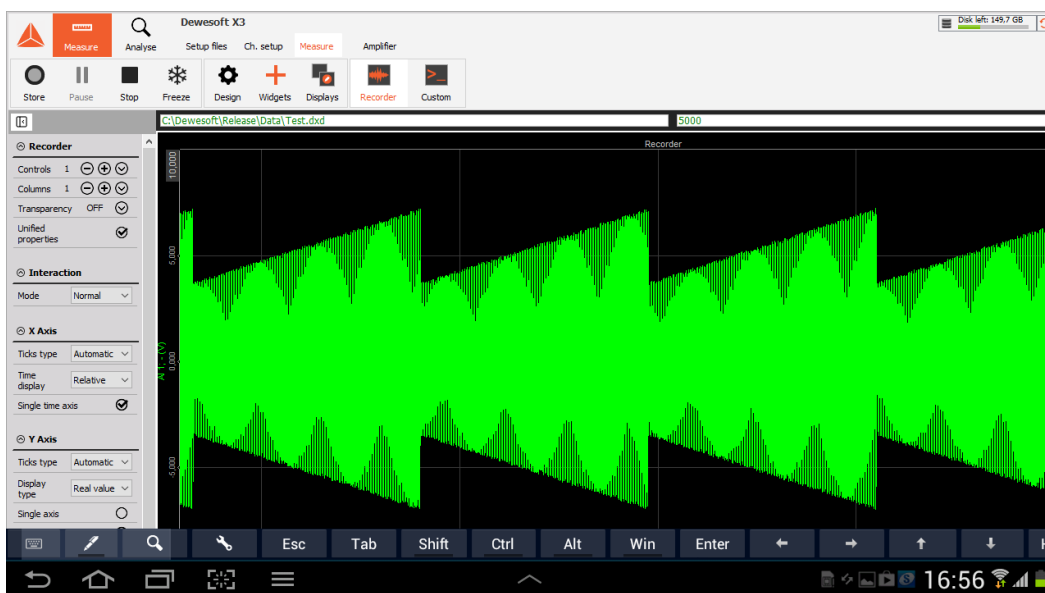 Dewesoft X3
Disk left: 149,7 GB
Measure Analyse Setup files Ch. setup Measure Amplifier
Store Pause Stop Freeze Design Widgets Displays Recorder Custom
C:\Dewesoft\Release\Data\Test.dxd 5000
Recorder
Recorder
Controls 1
Columns 1
Transparency OFF
Unified
properties
Interaction
Mode Normal
X Axis
Ticks type Automatic
Time
display Relative
Single time axis
Y Axis
Ticks type Automatic
Display
type Real value
Single axis
10,000
5,000
0,000
AI 1; - (V)
-5,000
Esc Tab Shift Ctrl Alt Win Enter
16:56